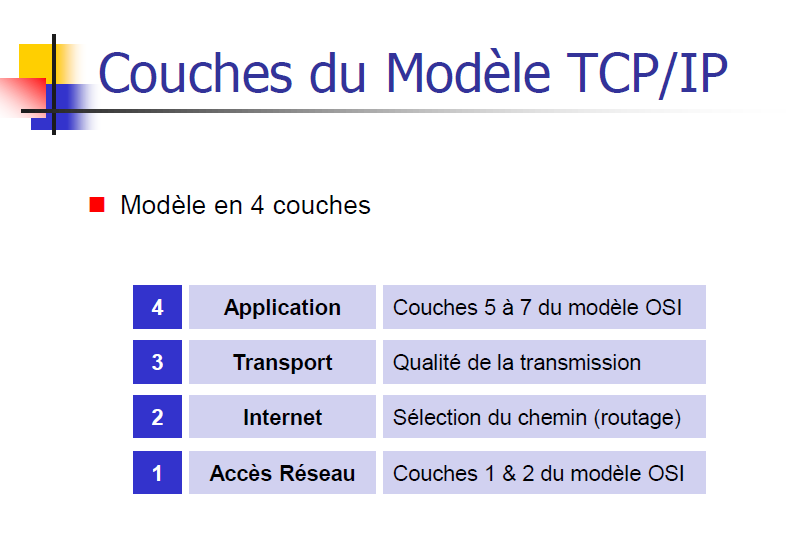 Couches du Modèle TCP/IP
Modèle en 4 couches
4 Application Couches 5 à 7 du modèle OSI
3 Transport Qualité de la transmission
2 Internet Sélection du chemin (routage)
1 Accès Réseau Couches 1 & 2 du modèle OSI